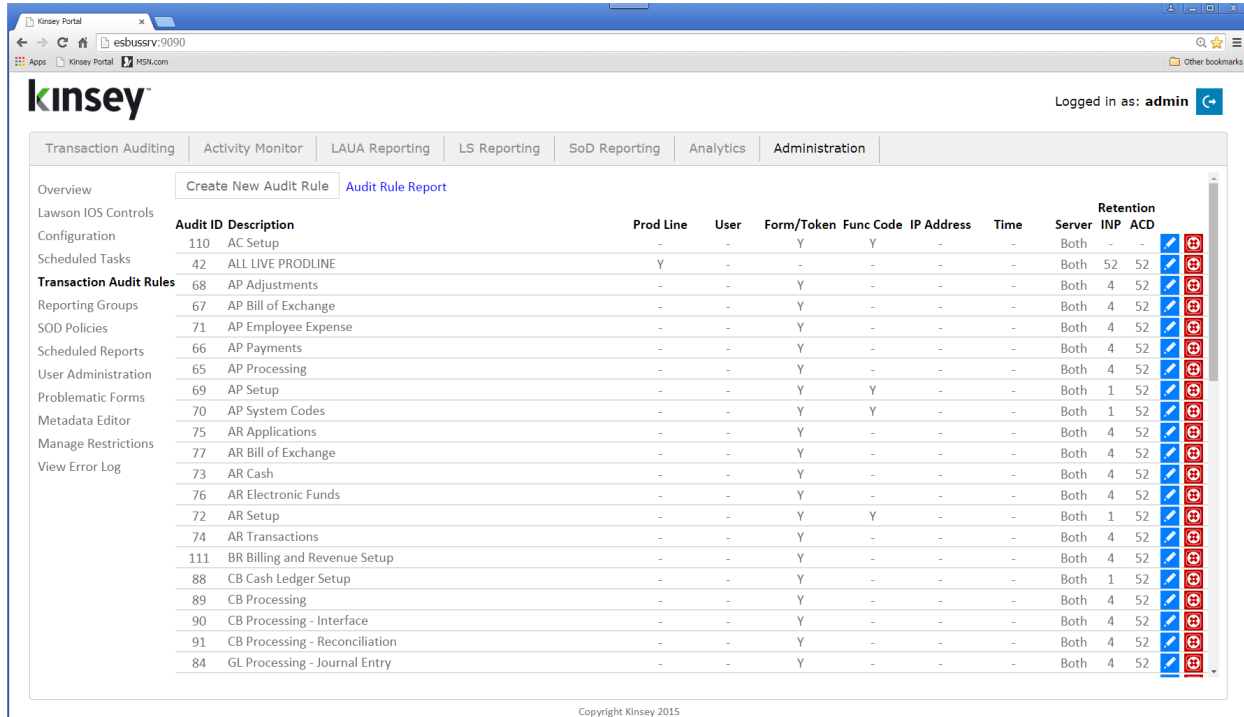 Kinsey Portal
esbussrv:9090
Apps Kinsey Portal MSN.com Other bookmarks
kinsey™
Logged in as: admin
Transaction Auditing Activity Monitor LAUA Reporting LS Reporting SoD Reporting Analytics Administration
Overview
Lawson IOS Controls
Configuration
Scheduled Tasks
Transaction Audit Rules
Reporting Groups
SOD Policies
Scheduled Reports
User Administration
Problematic Forms
Metadata Editor
Manage Restrictions
View Error Log
Create New Audit Rule Audit Rule Report
Retention
Audit ID Description Prod Line User Form/Token Func Code IP Address Time Server INP ACD
110 AC Setup - - Y Y - - Both - -
42 ALL LIVE PRODLINE Y - - - - - Both 52 52
68 AP Adjustments - - Y - - - Both 4 52
67 AP Bill of Exchange - - Y - - - Both 4 52
71 AP Employee Expense - - Y - - - Both 4 52
66 AP Payments - - Y - - - Both 4 52
65 AP Processing - - Y - - - Both 4 52
69 AP Setup - - Y Y - - Both 1 52
70 AP System Codes - - Y Y - - Both 1 52
75 AR Applications - - Y - - - Both 4 52
77 AR Bill of Exchange - - Y - - - Both 4 52
73 AR Cash - - Y - - - Both 4 52
76 AR Electronic Funds - - Y - - - Both 4 52
72 AR Setup - - Y Y - - Both 1 52
74 AR Transactions - - Y - - - Both 4 52
111 BR Billing and Revenue Setup - - Y - - - Both 4 52
88 CB Cash Ledger Setup - - Y - - - Both 1 52
89 CB Processing - - Y - - - Both 4 52
90 CB Processing - Interface - - Y - - - Both 4 52
91 CB Processing - Reconciliation - - Y - - - Both 4 52
84 GL Processing - Journal Entry - - Y - - - Both 4 52
Copyright Kinsey 2015